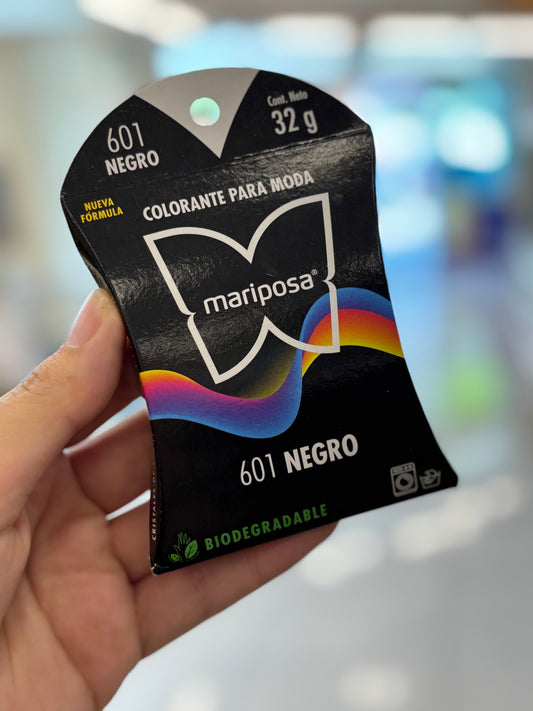 601
NEGRO
Cont. Neto
32 g
NUEVA
FÓRMULA
COLORANTE PARA MODA
mariposa®
601 NEGRO
BIODEGRADABLE